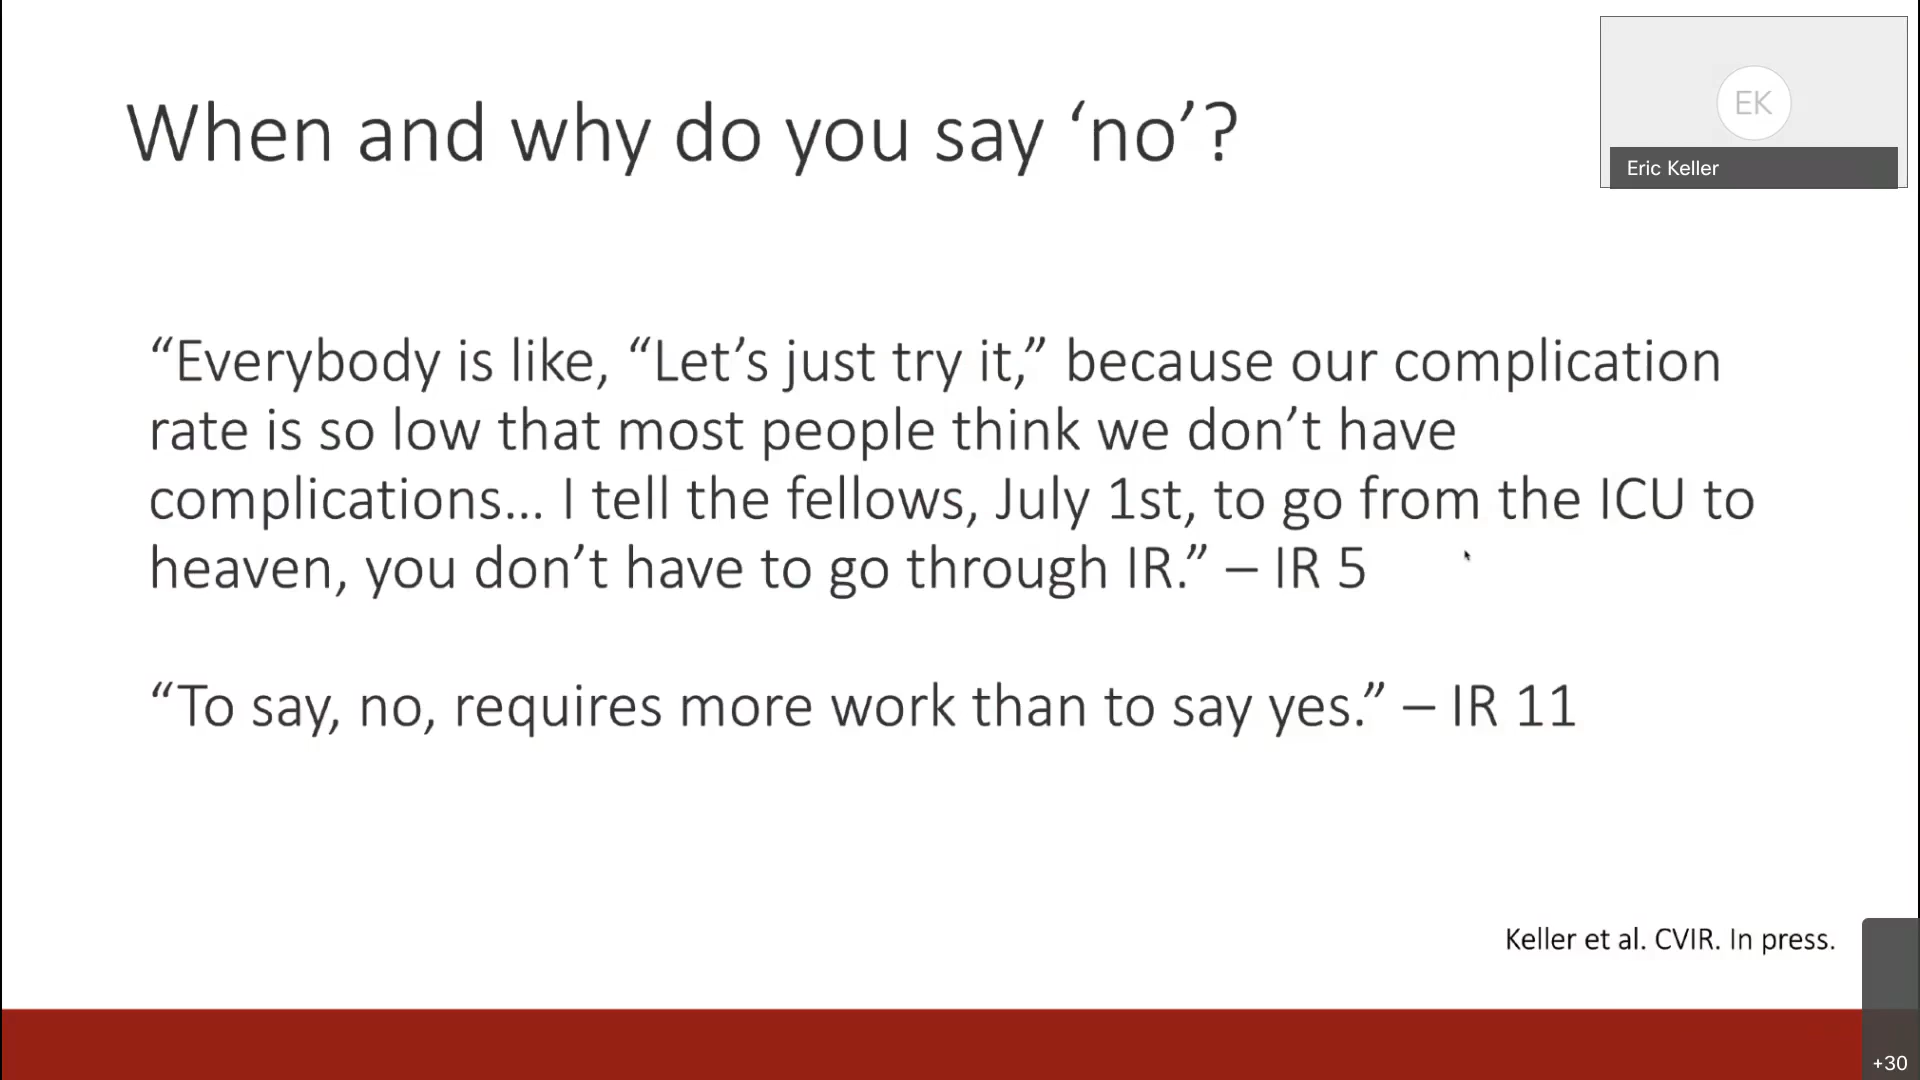 When and why do you say ‘no’?
EK
Eric Keller
“Everybody is like, “Let’s just try it,” because our complication
rate is so low that most people think we don’t have
complications... I tell the fellows, July 1st, to go from the ICU to
heaven, you don’t have to go through IR.” – IR 5
“To say, no, requires more work than to say yes.” – IR 11
Keller et al. CVIR. In press.
+30